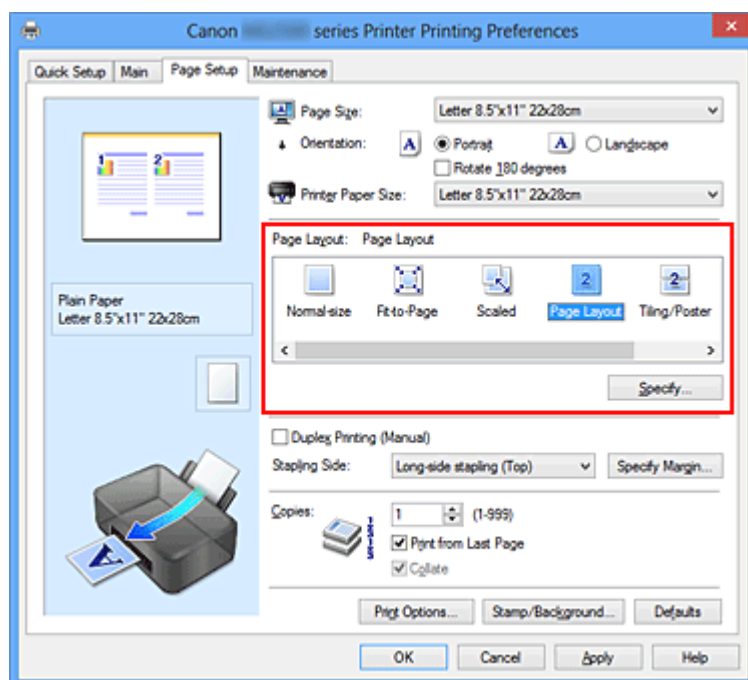 Canon series Printer Printing Preferences
Quick Setup Main Page Setup Maintenance
1 2
Plain Paper
Letter 8.5"x11" 22x28cm
A
Page Size: Letter 8.5"x11" 22x28cm
Orientation: A Portrait A Landscape
Rotate 180 degrees
Printer Paper Size: Letter 8.5"x11" 22x28cm
Page Layout: Page Layout
2 2
Normal-size Fit-to-Page Scaled Page Layout Tiling/Poster
Specify...
Duplex Printing (Manual)
Stapling Side: Long-side stapling (Top) Specify Margin...
Copies: 1 (1-999)
Print from Last Page
Collate
Print Options... Stamp/Background... Defaults
OK Cancel Apply Help